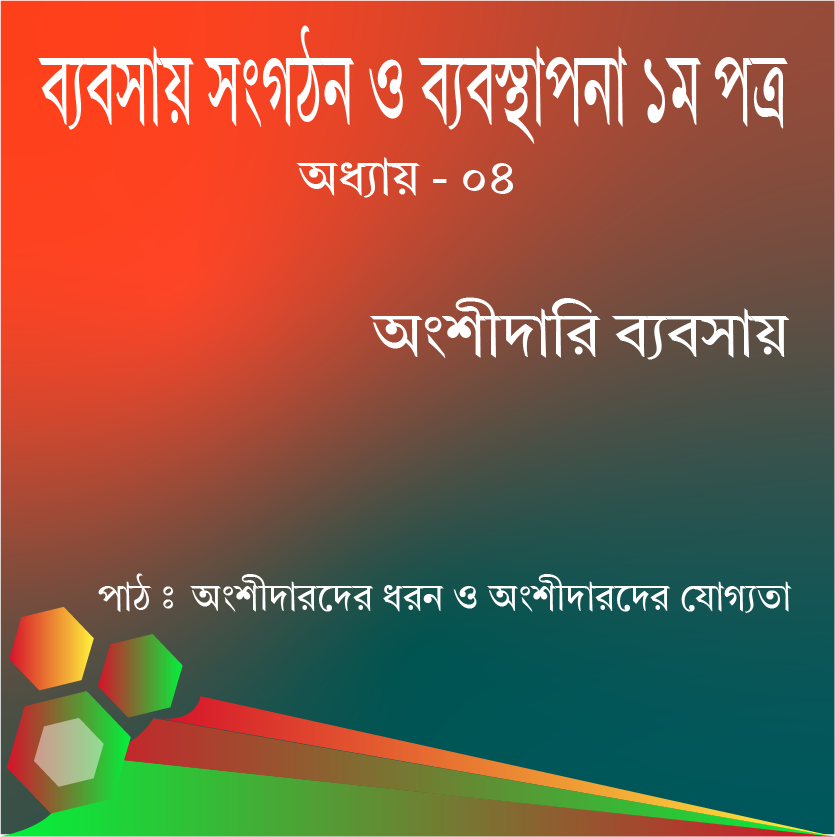 ব্যবসায় সংগঠন ও ব্যবস্থাপনা ১ম পত্র
অধ্যায় - ০৪
অংশীদারি ব্যবসায়
পাঠ ঃ অংশীদারদের ধরন ও অংশীদারদের যোগ্যতা